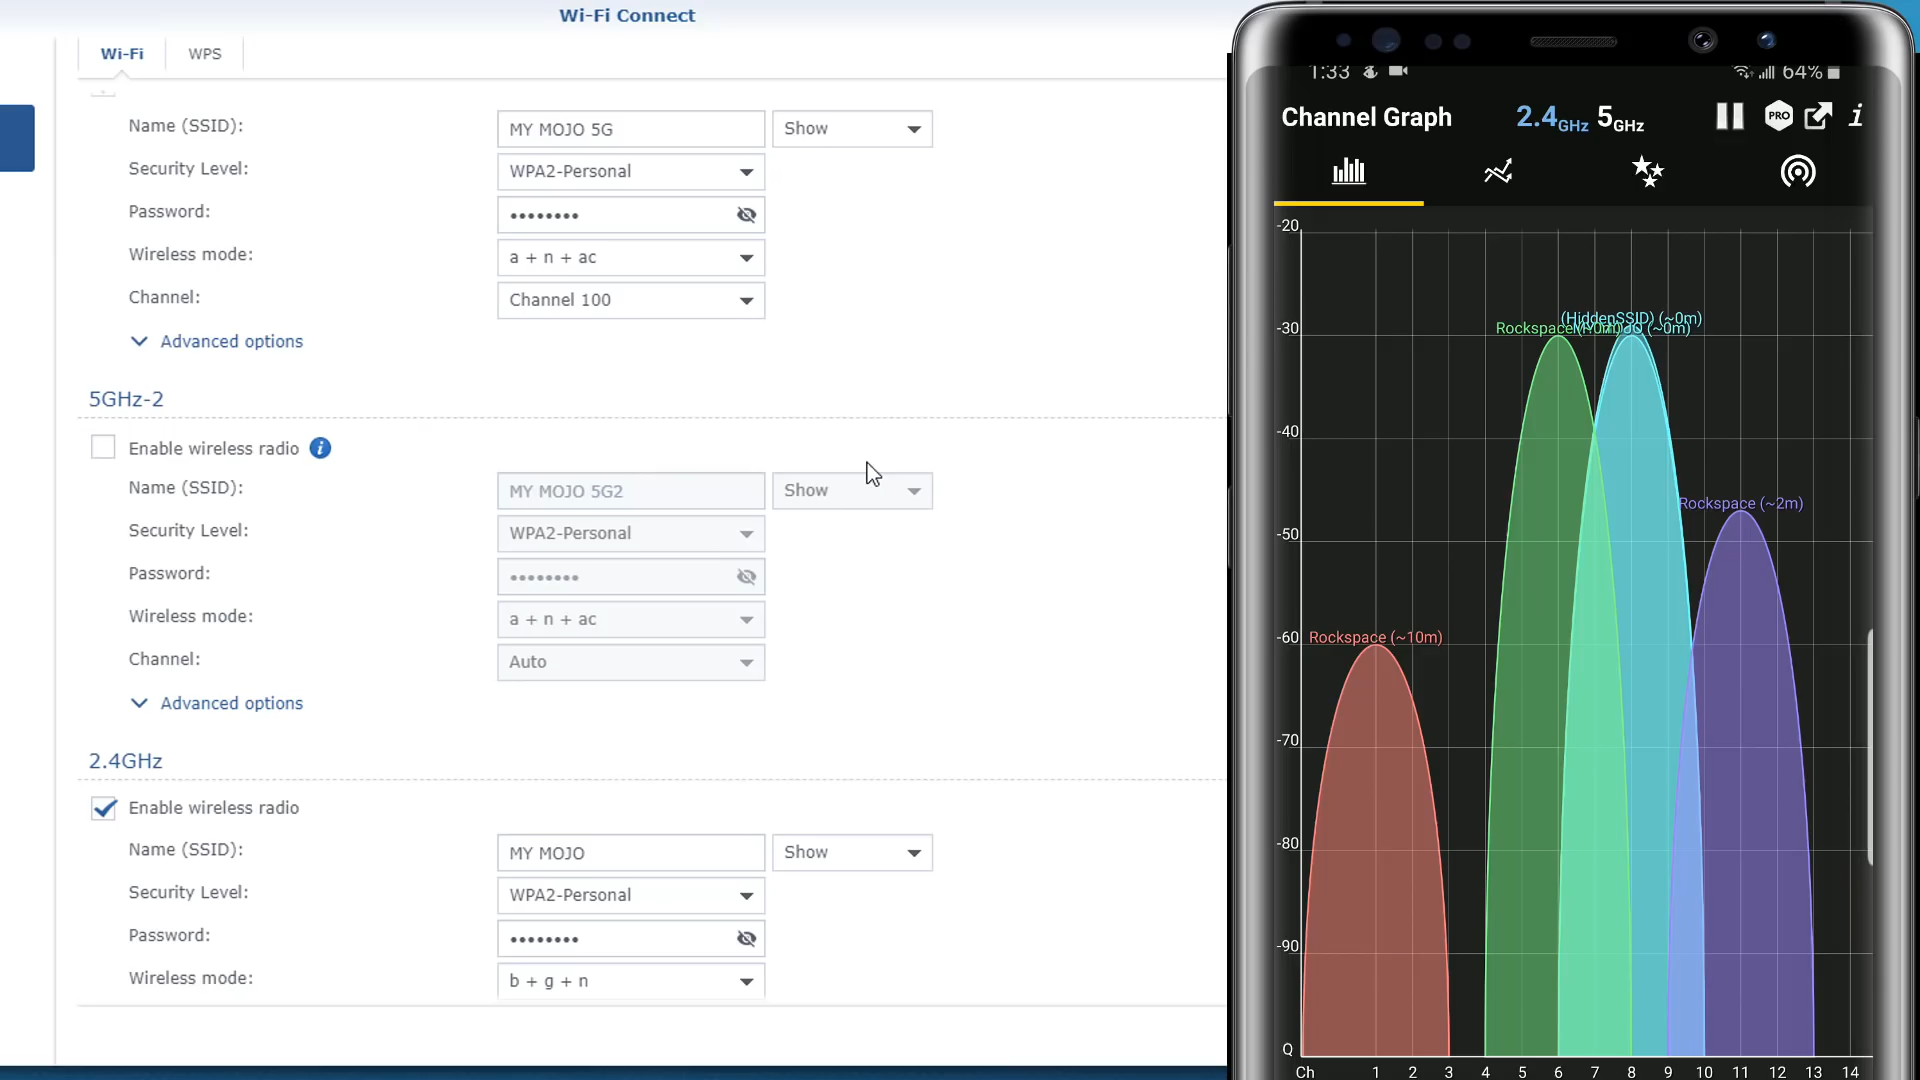 Wi-Fi Connect
Wi-Fi
WPS
Name (SSID):
MY MOJO 5G
Show
Security Level:
WPA2-Personal
Password:
••••••••
Wireless mode:
a + n + ac
Channel:
Channel 100
Advanced options
5GHz-2
Enable wireless radio
i
Name (SSID):
MY MOJO 5G2
Show
Security Level:
WPA2-Personal
Password:
••••••••
Wireless mode:
a + n + ac
Channel:
Auto
Advanced options
2.4GHz
Enable wireless radio
Name (SSID):
MY MOJO
Show
Security Level:
WPA2-Personal
Password:
••••••••
Wireless mode:
b + g + n
1:33
64%
Channel Graph
2.4GHz 5GHz
PRO
i
-20
(HiddenSSID) (~0m)
-30
Rockspace
(~0m)
-40
Rockspace (~2m)
-50
-60
Rockspace (~10m)
-70
-80
-90
Q
Ch 1 2 3 4 5 6 7 8 9 10 11 12 13 14